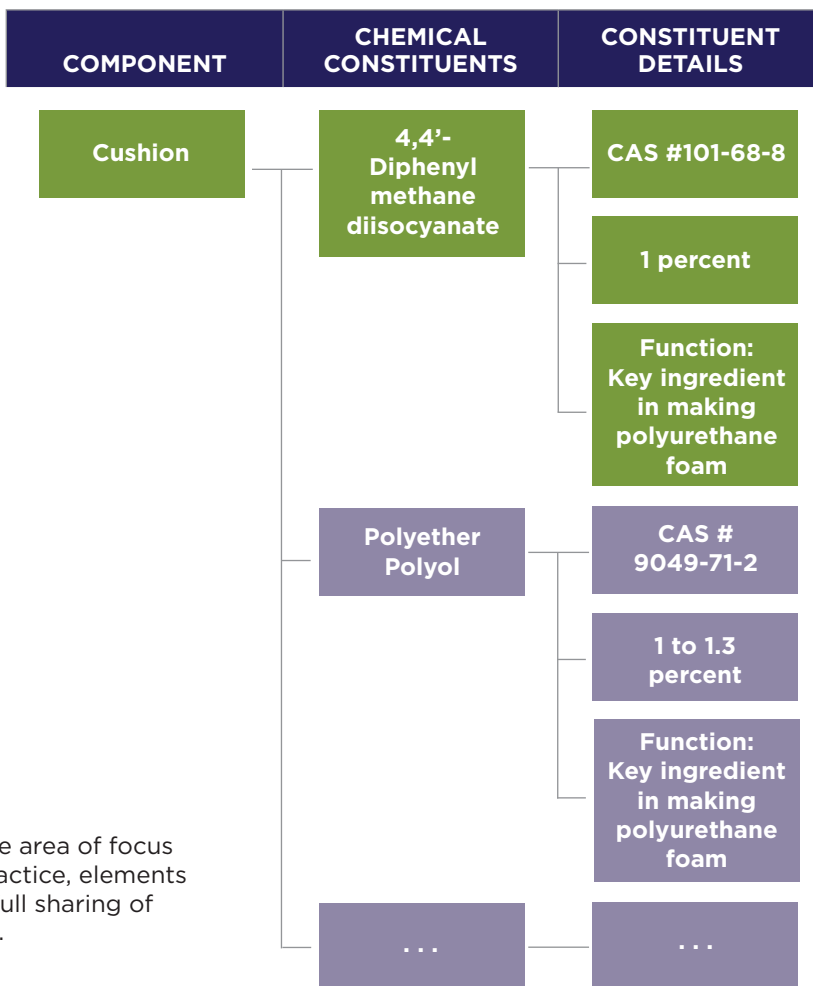 COMPONENT
CHEMICAL
CONSTITUENTS
CONSTITUENT
DETAILS
Cushion
4,4’-
Diphenyl
methane
diisocyanate
CAS #101-68-8
1 percent
Function:
Key ingredient
in making
polyurethane
foam
Polyether
Polyol
CAS #
9049-71-2
1 to 1.3
percent
Function:
Key ingredient
in making
polyurethane
foam
e area of focus
actice, elements
ull sharing of
.
. . .
. . .